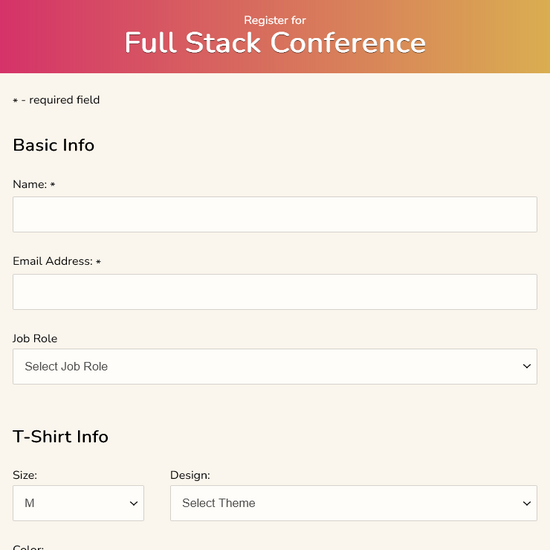 Register for
Full Stack Conference
* - required field
Basic Info
Name: *
Email Address: *
Job Role
Select Job Role
T-Shirt Info
Size: Design:
M Select Theme
Color: